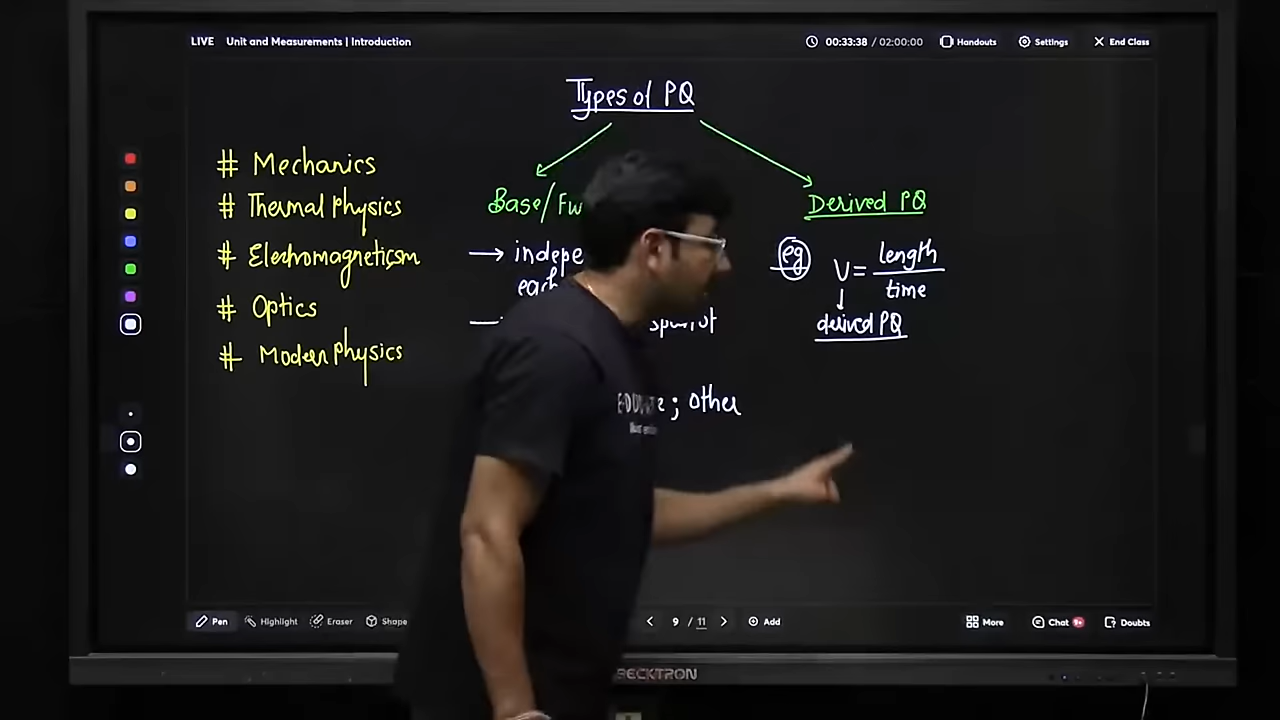 LIVE Unit and Measurements | Introduction
00:33:38 / 02:00:00 Handouts Settings End Class
Types of PQ
# Mechanics
# Thermal Physics
# Electromagnetism
# Optics
# Modern Physics
Base/
→ indepe
each
; other
Derived PQ
eg V = length
time
derived PQ
Pen Highlight Eraser Shape
< 9 / 11 > Add
More Chat 9+ Doubts